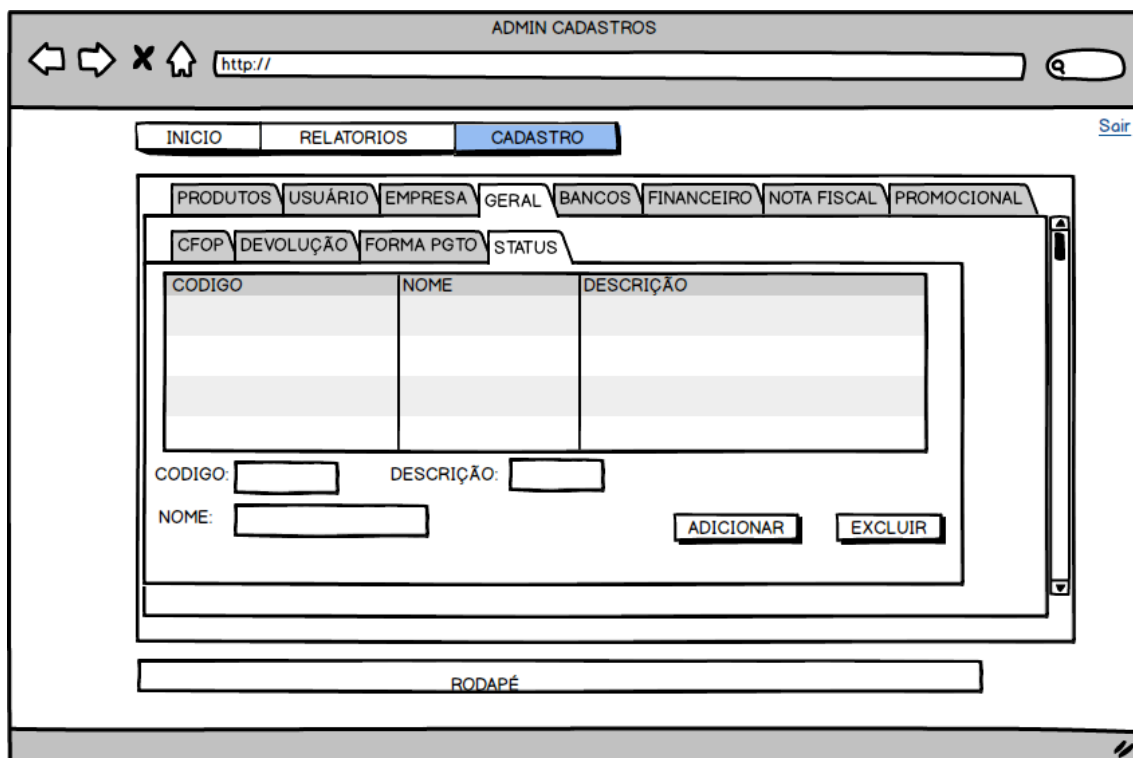 ADMIN CADASTROS
http://
Sair
INICIO RELATORIOS CADASTRO
PRODUTOS USUÁRIO EMPRESA GERAL BANCOS FINANCEIRO NOTA FISCAL PROMOCIONAL
CFOP DEVOLUÇÃO FORMA PGTO STATUS
CODIGO NOME DESCRIÇÃO
CODIGO: DESCRIÇÃO:
NOME: ADICIONAR EXCLUIR
RODAPÉ